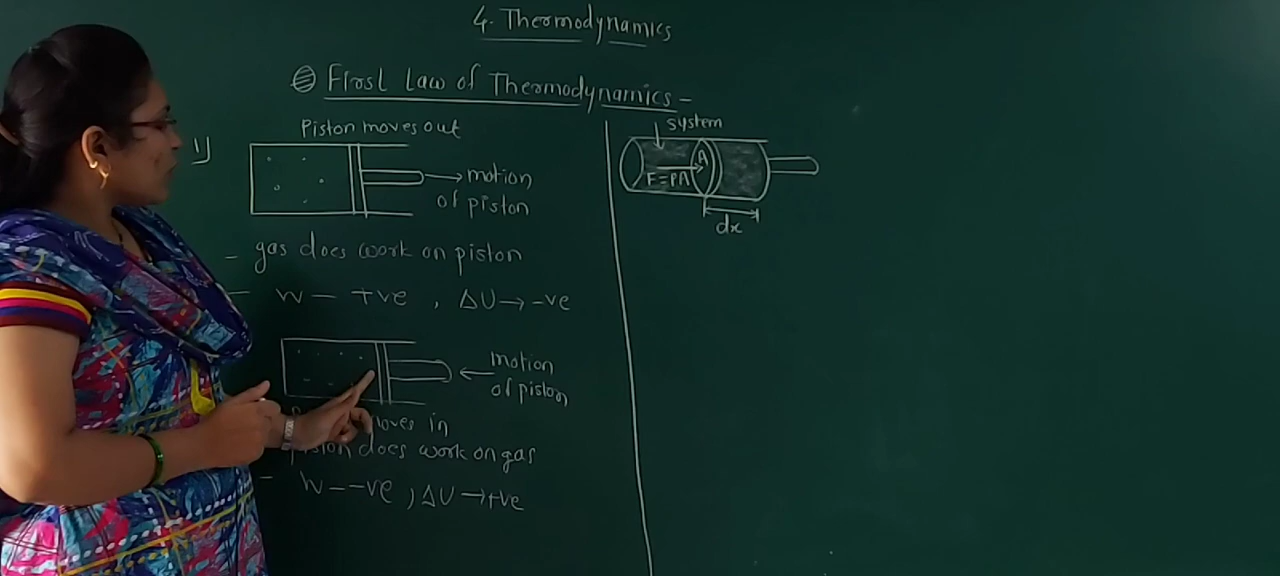 4. Thermodynamics
First Law of Thermodynamics -
1)
Piston moves out
motion
of piston
- gas does work on piston
- W - +ve , ΔU → -ve
motion
of piston
moves in
piston does work on gas
- W - -ve , ΔU → +ve
system
A
F = PA
dx